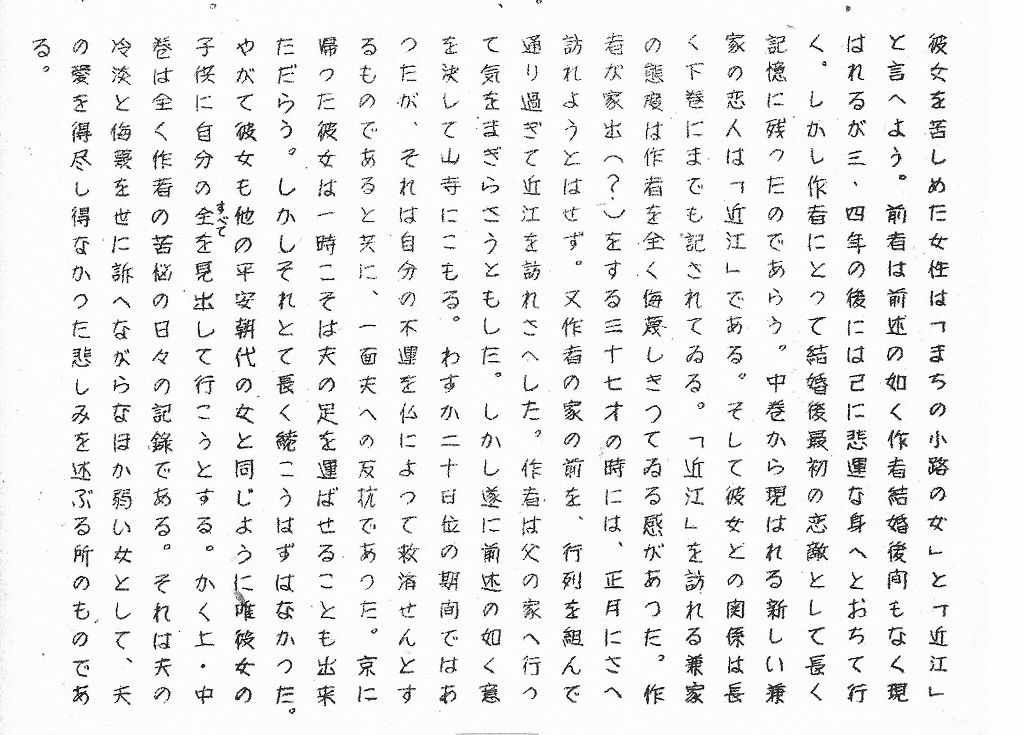 彼女を苦しめた女性は「まちの小路の女」と「近江」
と言へよう。前者は前述の如く作者結婚後間もなく現
はれるが三、四年の後には己に悲運な身へとおちて行
く。しかし作者にとつて結婚後最初の恋敵として長く
記憶に残つたのであらう。中巻から現はれる新しい兼
家の恋人は「近江」である。そして彼女との関係は長
く下巻にまでも記されてゐる。「近江」を訪れる兼家
の態度は作者を全く侮蔑しきつてゐる感があつた。作
者が家出(?)をする三十七才の時には、正月にさへ
訪れようとはせず。又作者の家の前を、行列を組んで
通り過ぎて近江を訪れさへした。作者は父の家へ行つ
て気をまぎらさうともした。しかし遂に前述の如く意
を決して山寺にこもる。わすか二十日位の期間ではあ
つたが、それは自分の不運を仏によつて救済せんとす
るものであると共に、一面夫への反抗であつた。京に
帰つた彼女は一時こそは夫の足を運ばせることも出来
ただらう。しかしそれとて長く続こうはずはなかつた。
やがて彼女も他の平安朝代の女と同じように唯彼女の
子供に自分の全すべてを見出して行こうとする。かく上・中
巻は全く作者の苦悩の日々の記録である。それは夫の
冷淡と侮蔑を世に訴へながらなほか弱い女として、夫
の愛を得尽し得なかつた悲しみを述ぶる所のものであ
る。